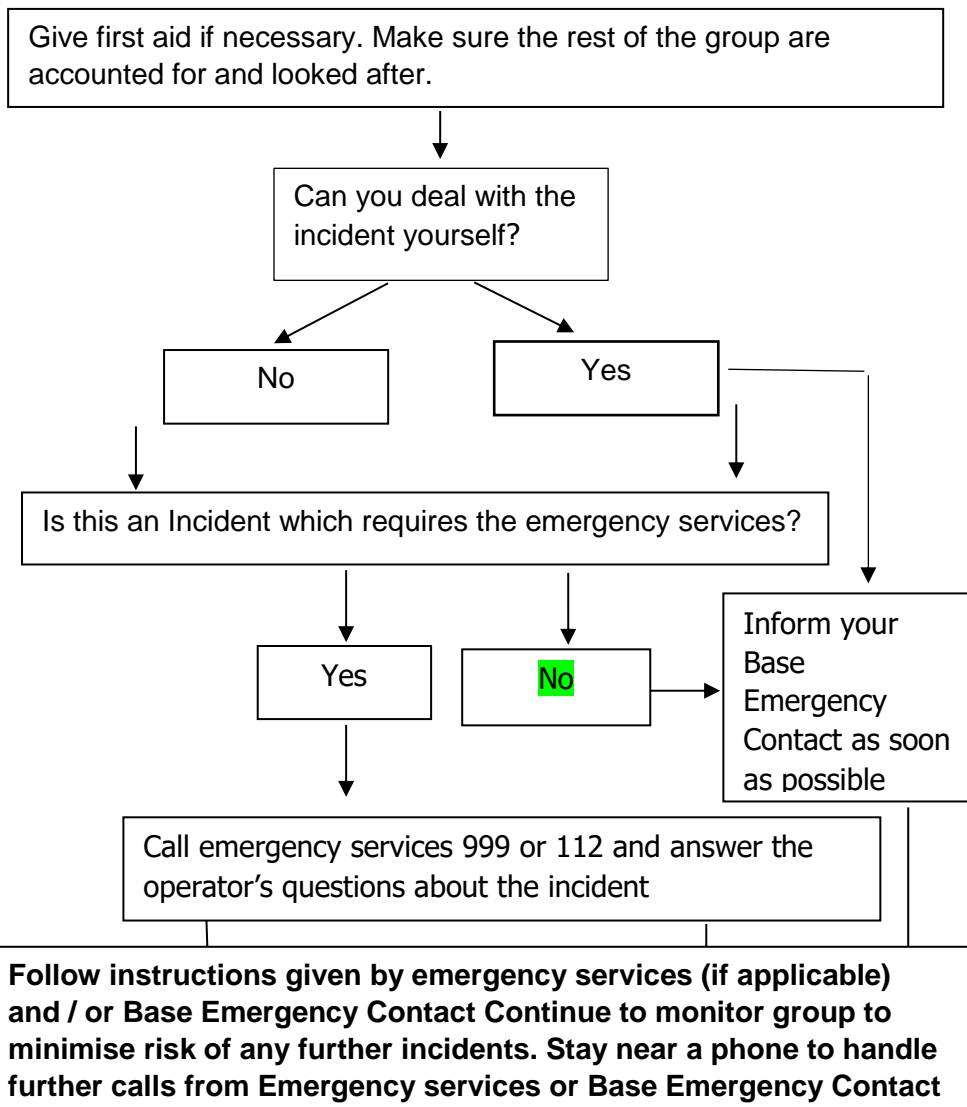 Give first aid if necessary. Make sure the rest of the group are
accounted for and looked after.
Can you deal with the
incident yourself?
No
Yes
Is this an Incident which requires the emergency services?
Yes
No
Inform your
Base
Emergency
Contact as soon
as possible
Call emergency services 999 or 112 and answer the
operator’s questions about the incident
Follow instructions given by emergency services (if applicable)
and / or Base Emergency Contact Continue to monitor group to
minimise risk of any further incidents. Stay near a phone to handle
further calls from Emergency services or Base Emergency Contact